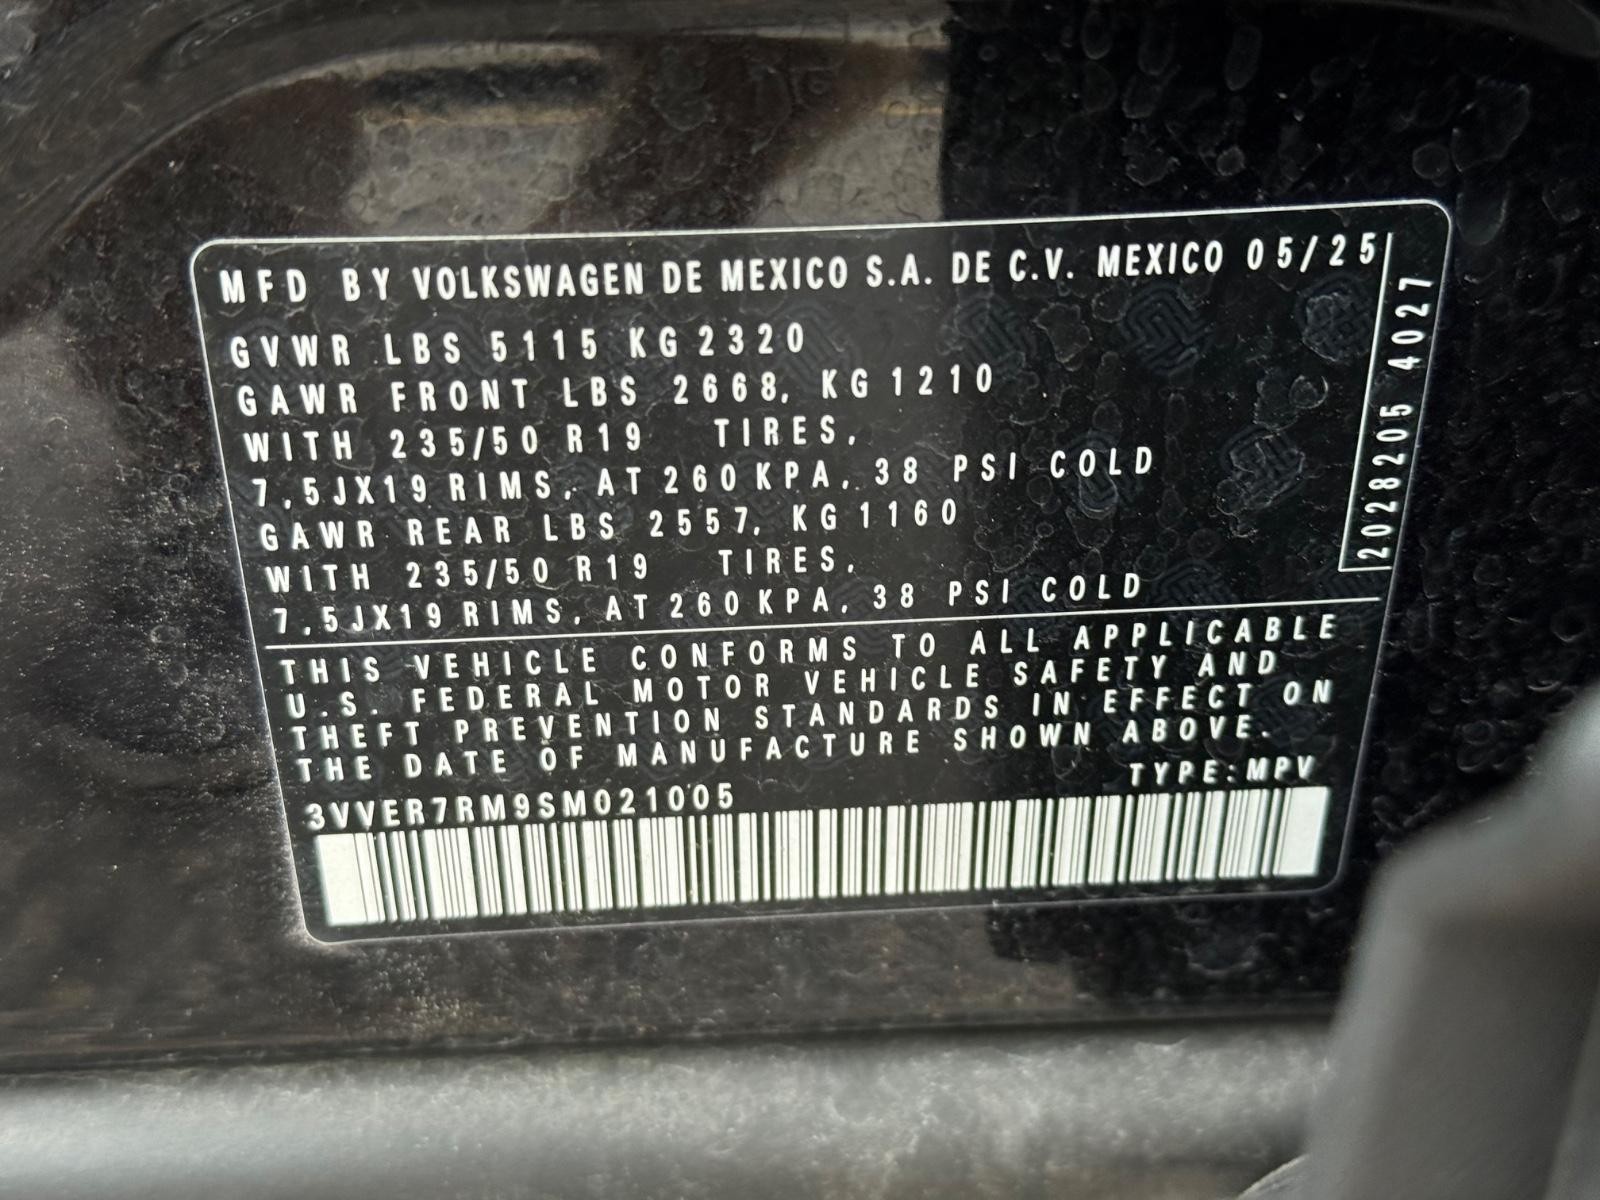 MFD BY VOLKSWAGEN DE MEXICO S.A. DE C.V. MEXICO 05/25
GVWR LBS 5115 KG 2320
GAWR FRONT LBS 2668, KG 1210
WITH 235/50 R19 TIRES,
7,5JX19 RIMS, AT 260 KPA, 38 PSI COLD
GAWR REAR LBS 2557, KG 1160
WITH 235/50 R19 TIRES,
7,5JX19 RIMS, AT 260 KPA, 38 PSI COLD
2028205 4027
THIS VEHICLE CONFORMS TO ALL APPLICABLE
U.S. FEDERAL MOTOR VEHICLE SAFETY AND
THEFT PREVENTION STANDARDS IN EFFECT ON
THE DATE OF MANUFACTURE SHOWN ABOVE.
3VVER7RM9SM021005 TYPE:MPV